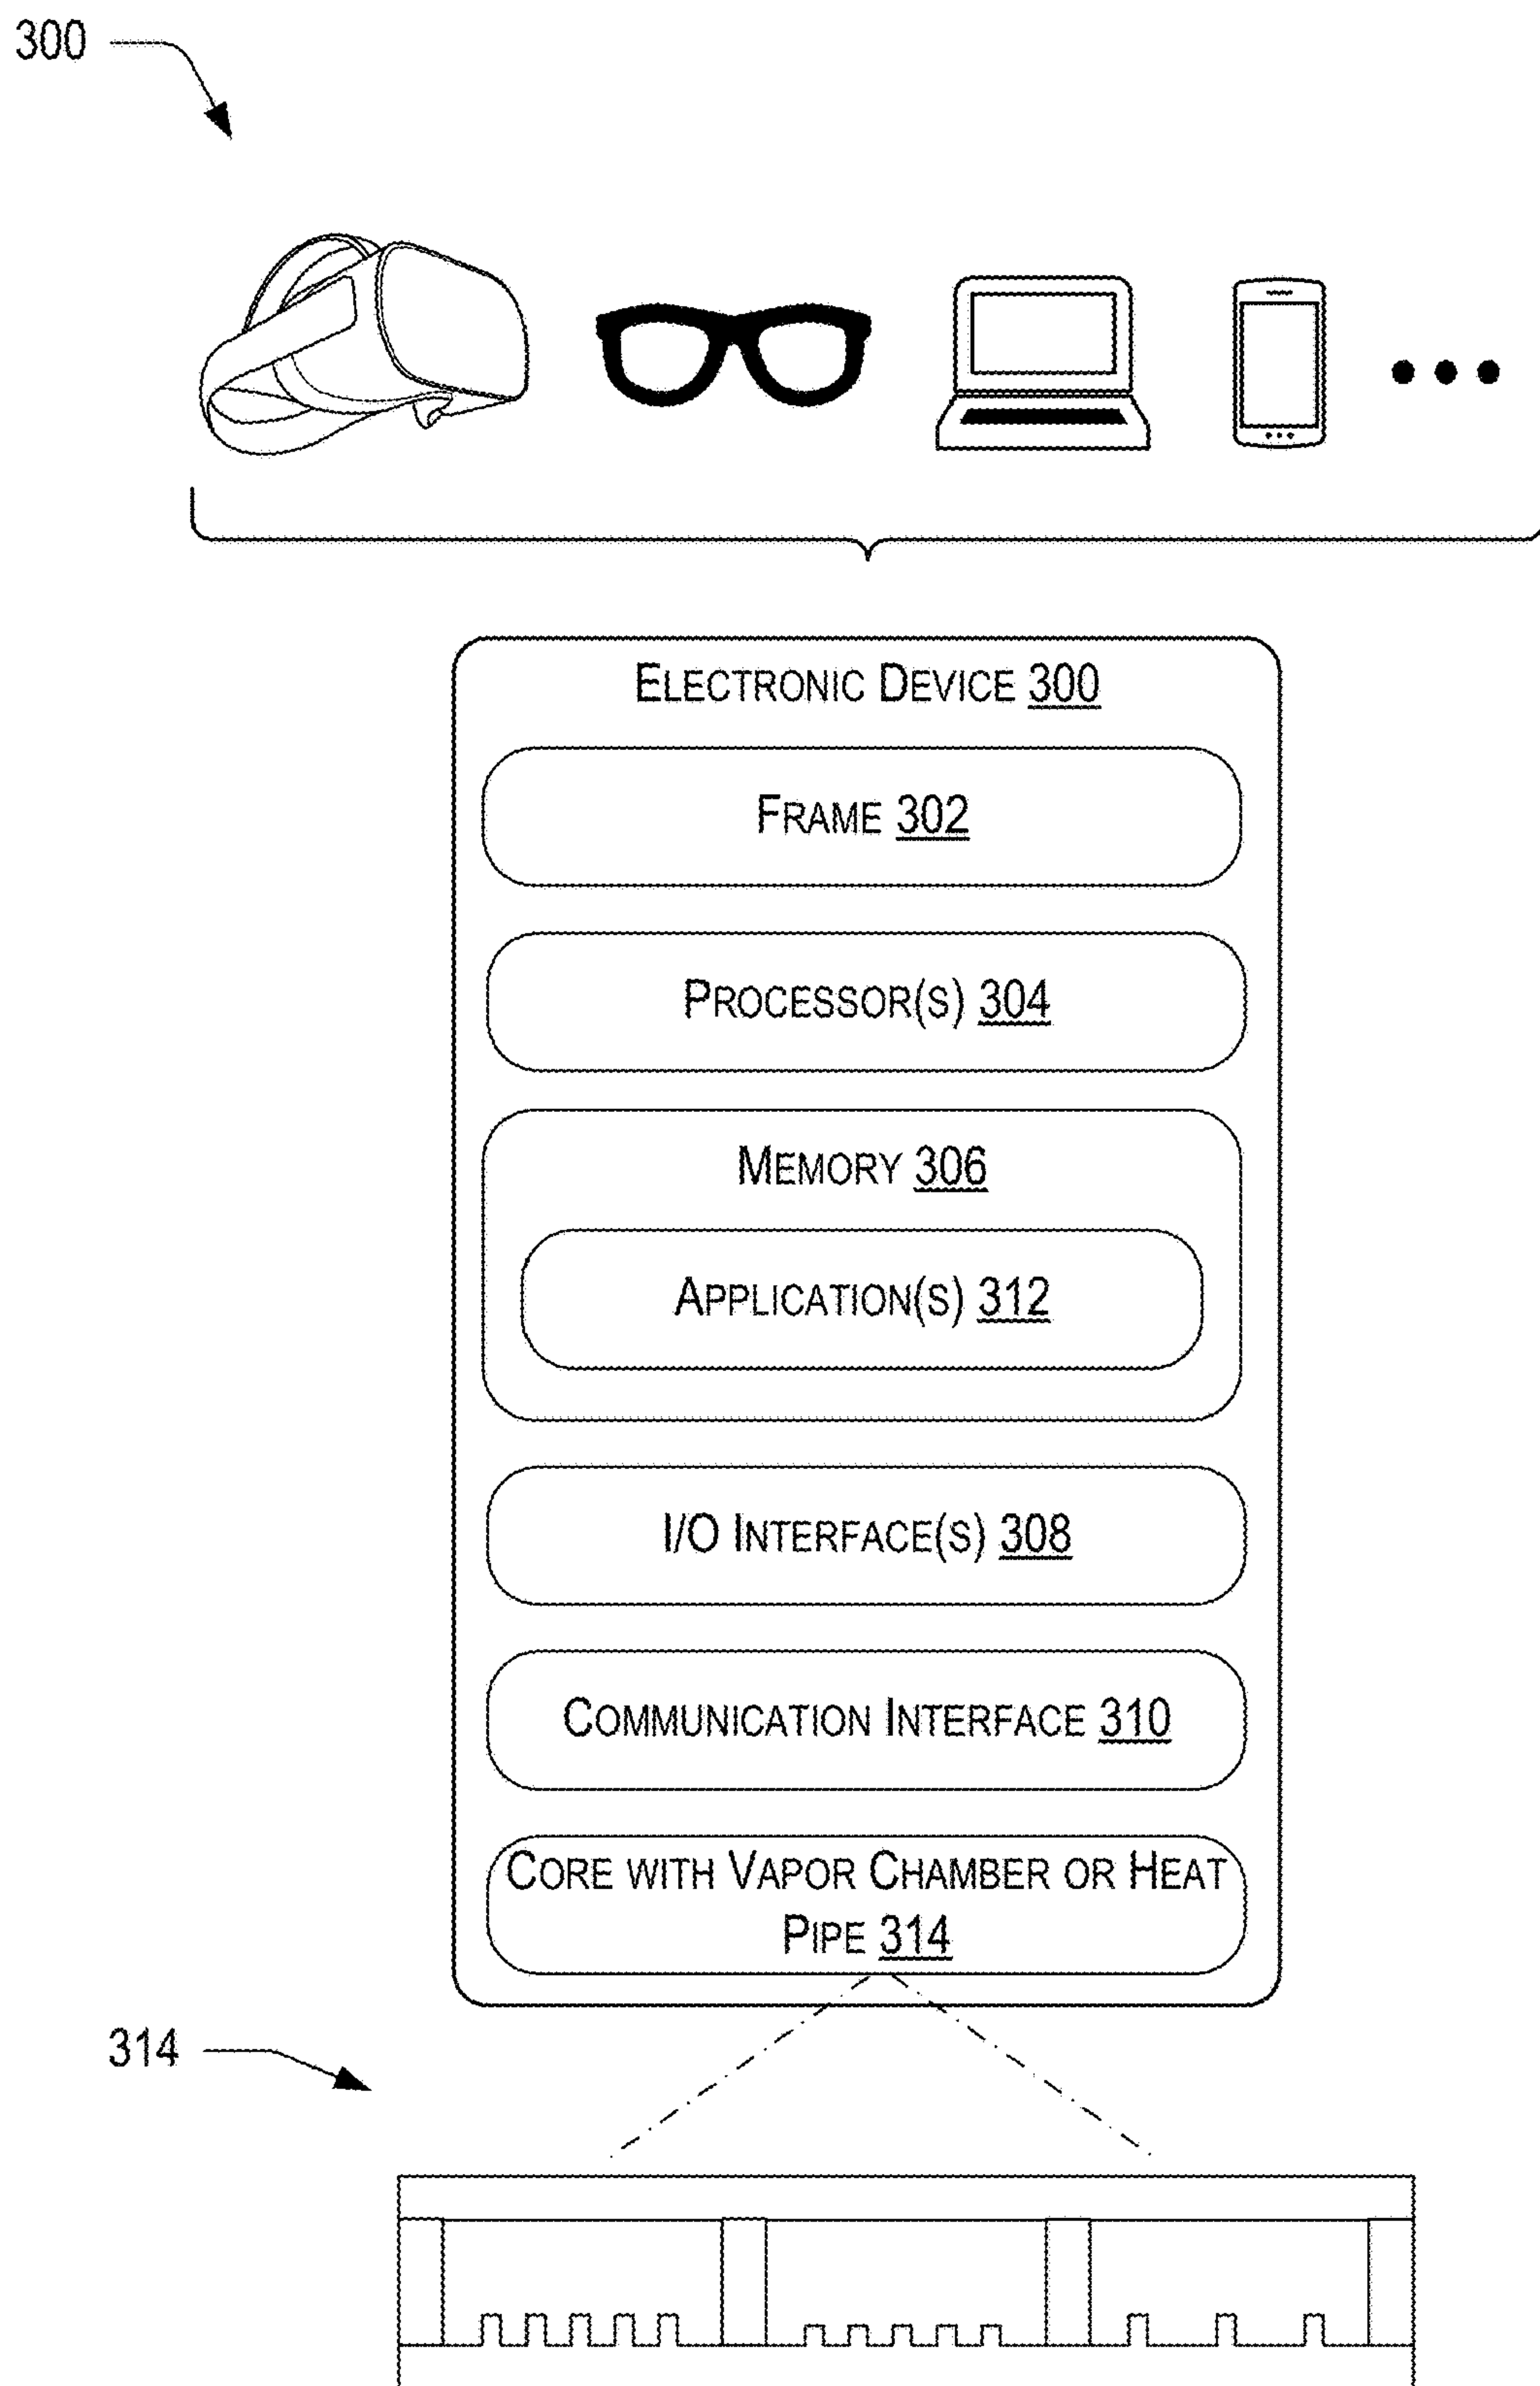 300
ELECTRONIC DEVICE 300
FRAME 302
PROCESSOR(S) 304
MEMORY 306
APPLICATION(S) 312
I/O INTERFACE(S) 308
COMMUNICATION INTERFACE 310
CORE WITH VAPOR CHAMBER OR HEAT
PIPE 314
314